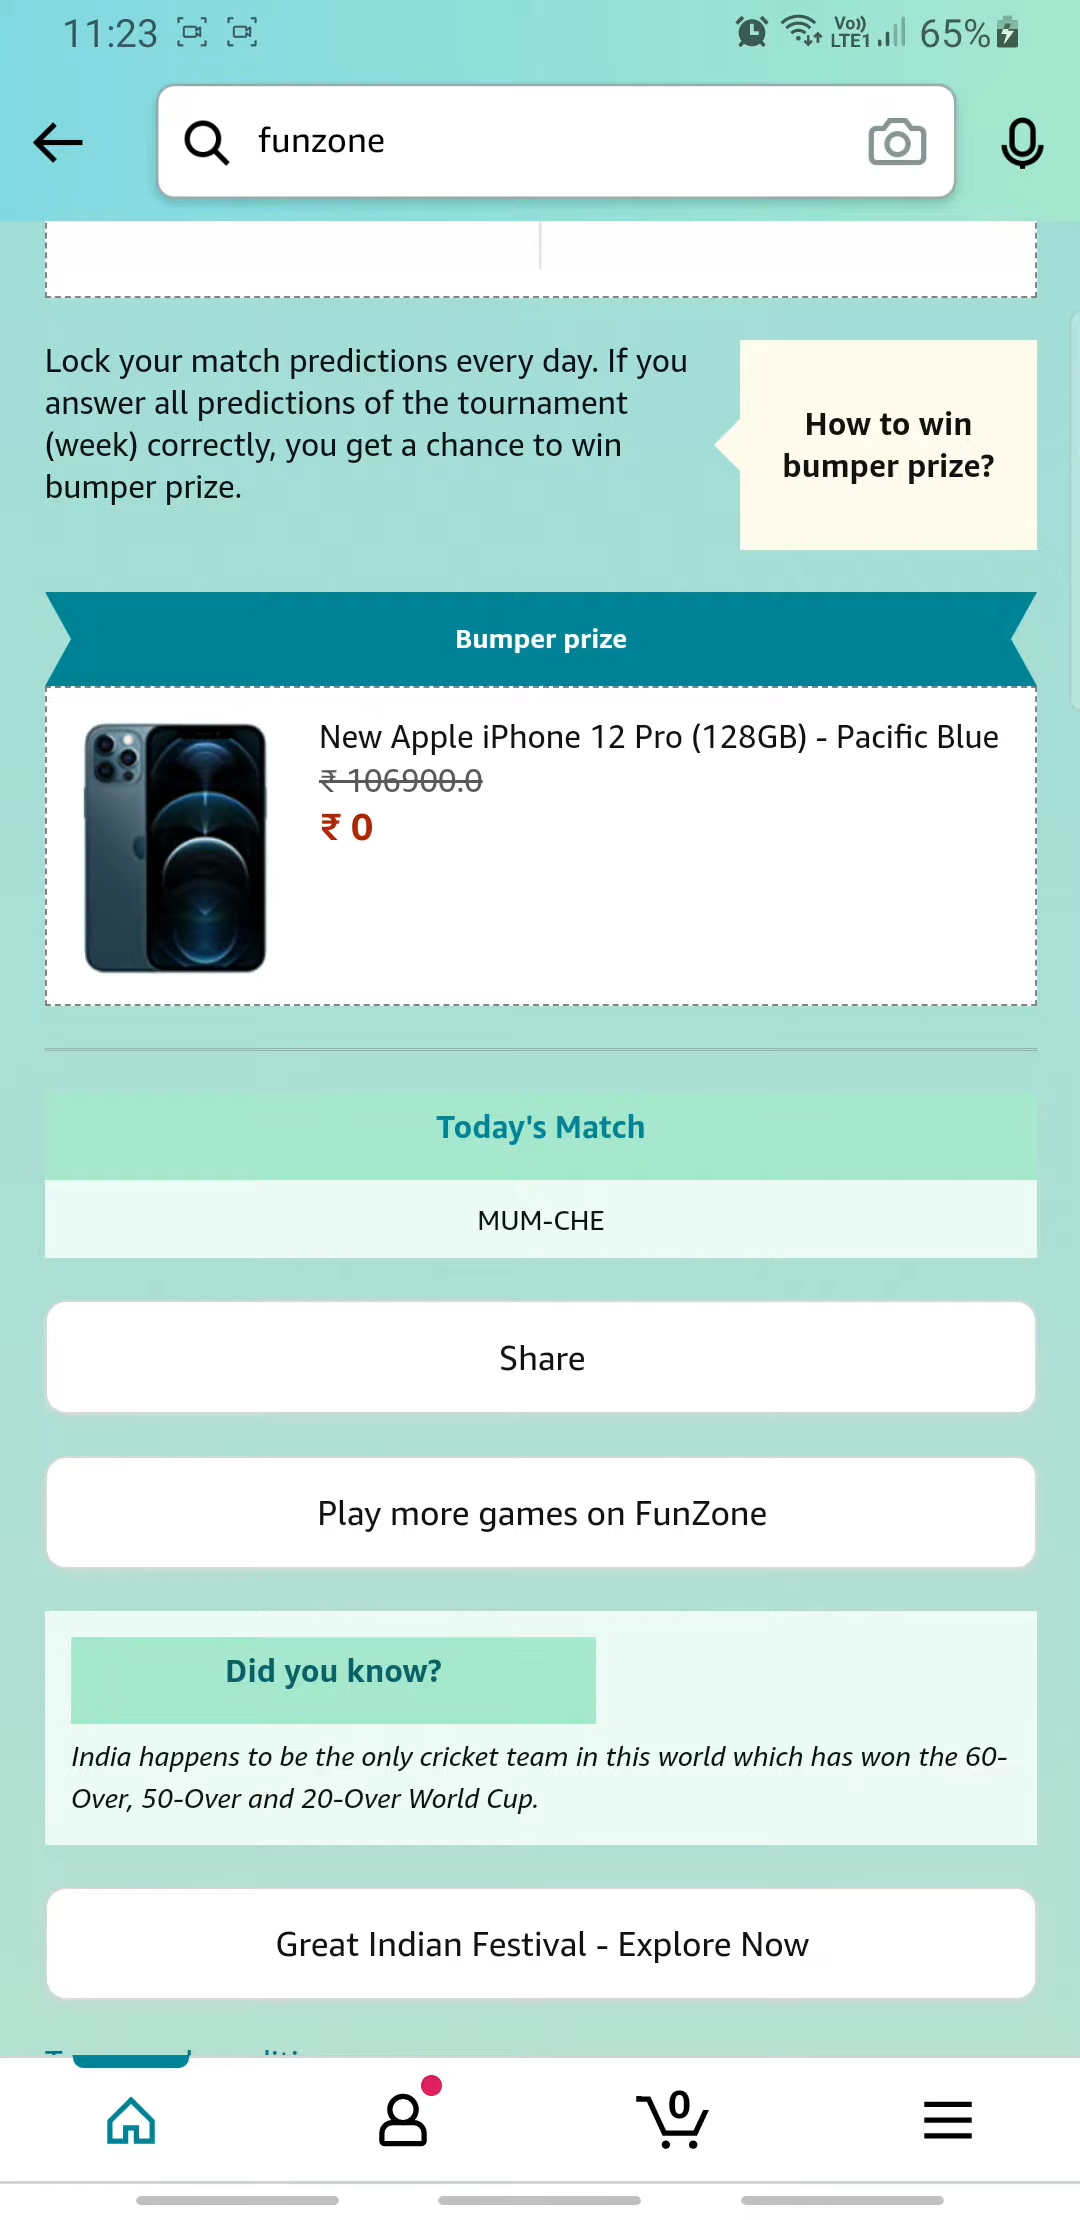 11:23
Vo))
LTE1
65%
funzone
Lock your match predictions every day. If you
answer all predictions of the tournament
(week) correctly, you get a chance to win
bumper prize.
How to win
bumper prize?
Bumper prize
New Apple iPhone 12 Pro (128GB) - Pacific Blue
₹ 106900.0
₹ 0
Today's Match
MUM-CHE
Share
Play more games on FunZone
Did you know?
India happens to be the only cricket team in this world which has won the 60-
Over, 50-Over and 20-Over World Cup.
Great Indian Festival - Explore Now
0